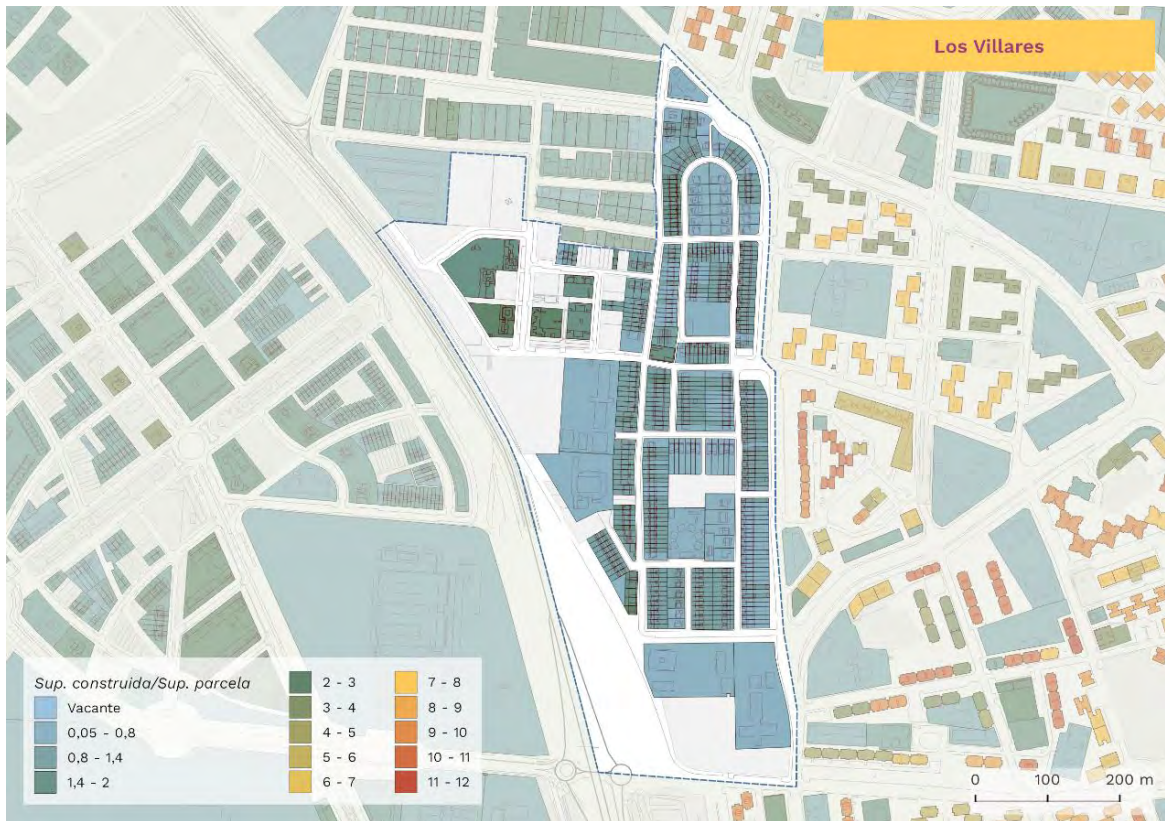 Los Villares
Sup. construida/Sup. parcela
Vacante
0,05 - 0,8
0,8 - 1,4
1,4 - 2
2 - 3
3 - 4
4 - 5
5 - 6
6 - 7
7 - 8
8 - 9
9 - 10
10 - 11
11 - 12
0 100 200 m